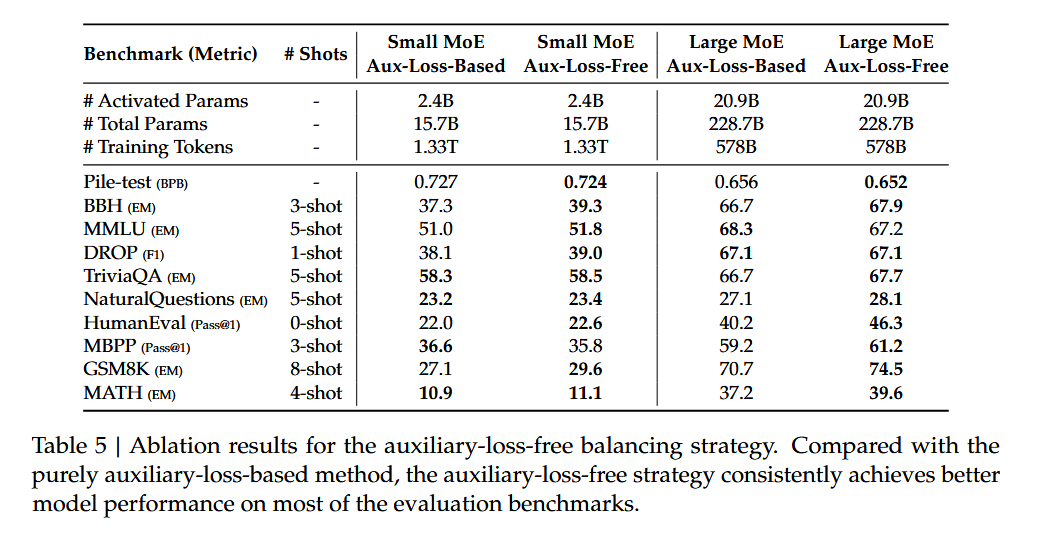 Benchmark (Metric) # Shots Small MoE Small MoE Large MoE Large MoE
Aux-Loss-Based Aux-Loss-Free Aux-Loss-Based Aux-Loss-Free
# Activated Params - 2.4B 2.4B 20.9B 20.9B
# Total Params - 15.7B 15.7B 228.7B 228.7B
# Training Tokens - 1.33T 1.33T 578B 578B
Pile-test (BPB) - 0.727 0.724 0.656 0.652
BBH (EM) 3-shot 37.3 39.3 66.7 67.9
MMLU (EM) 5-shot 51.0 51.8 68.3 67.2
DROP (F1) 1-shot 38.1 39.0 67.1 67.1
TriviaQA (EM) 5-shot 58.3 58.5 66.7 67.7
NaturalQuestions (EM) 5-shot 23.2 23.4 27.1 28.1
HumanEval (Pass@1) 0-shot 22.0 22.6 40.2 46.3
MBPP (Pass@1) 3-shot 36.6 35.8 59.2 61.2
GSM8K (EM) 8-shot 27.1 29.6 70.7 74.5
MATH (EM) 4-shot 10.9 11.1 37.2 39.6
Table 5 | Ablation results for the auxiliary-loss-free balancing strategy. Compared with the
purely auxiliary-loss-based method, the auxiliary-loss-free strategy consistently achieves better
model performance on most of the evaluation benchmarks.